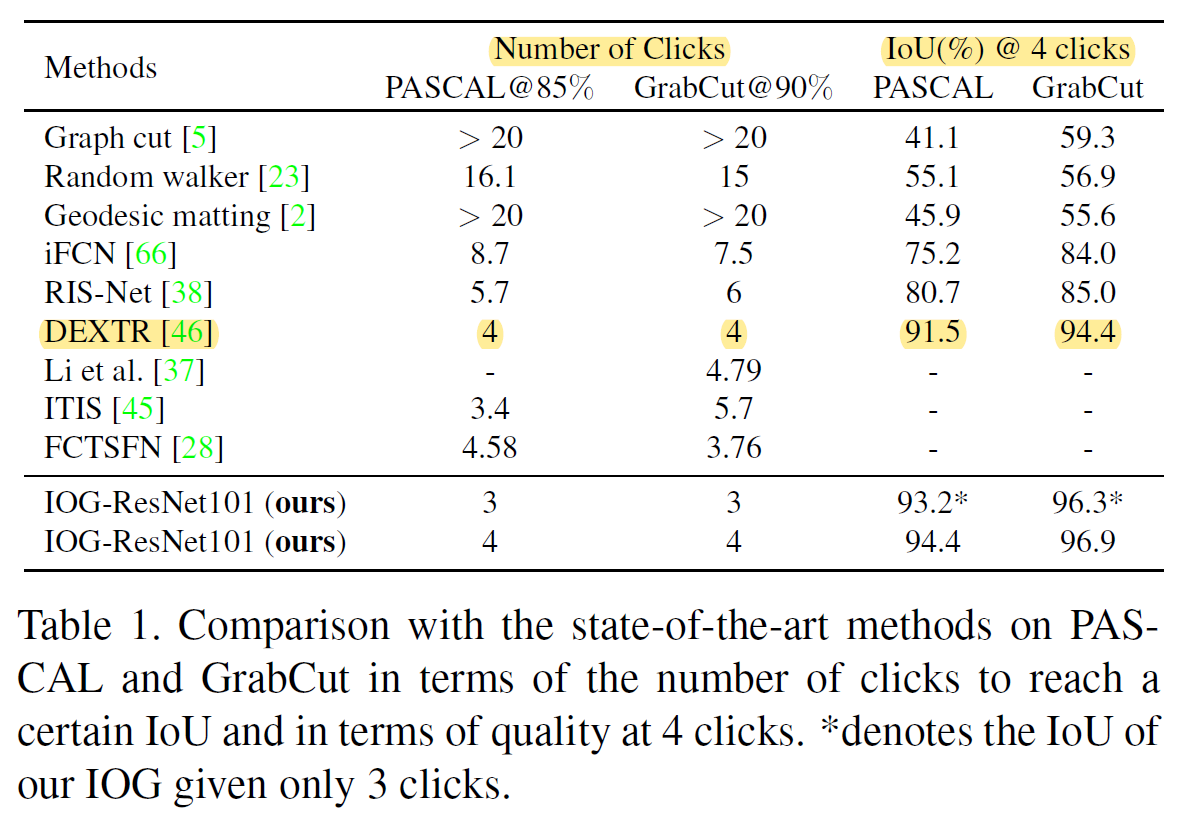 Methods Number of Clicks IoU(%) @ 4 clicks
PASCAL@85% GrabCut@90% PASCAL GrabCut
Graph cut [5] > 20 > 20 41.1 59.3
Random walker [23] 16.1 15 55.1 56.9
Geodesic matting [2] > 20 > 20 45.9 55.6
iFCN [66] 8.7 7.5 75.2 84.0
RIS-Net [38] 5.7 6 80.7 85.0
DEXTR [46] 4 4 91.5 94.4
Li et al. [37] - 4.79 - -
ITIS [45] 3.4 5.7 - -
FCTSFN [28] 4.58 3.76 - -
IOG-ResNet101 (ours) 3 3 93.2* 96.3*
IOG-ResNet101 (ours) 4 4 94.4 96.9
Table 1. Comparison with the state-of-the-art methods on PAS-
CAL and GrabCut in terms of the number of clicks to reach a
certain IoU and in terms of quality at 4 clicks. *denotes the IoU of
our IOG given only 3 clicks.